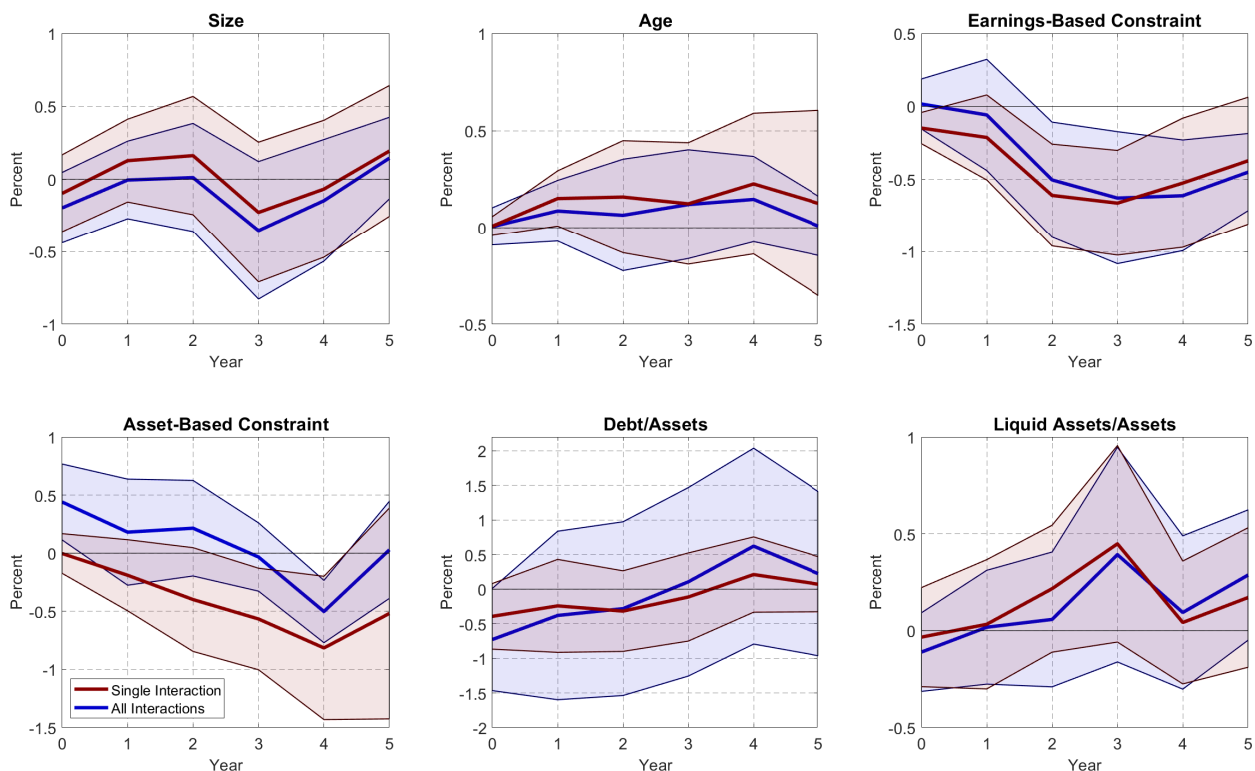 Size
Age
Earnings-Based Constraint
Percent
1
0.5
0
-0.5
-1
0 1 2 3 4 5
Year
Percent
1
0.5
0
-0.5
0 1 2 3 4 5
Year
Percent
0.5
0
-0.5
-1
-1.5
0 1 2 3 4 5
Year
Asset-Based Constraint
Debt/Assets
Liquid Assets/Assets
Percent
1
0.5
0
-0.5
-1
-1.5
Single Interaction
All Interactions
0 1 2 3 4 5
Year
Percent
2
1.5
1
0.5
0
-0.5
-1
-1.5
-2
0 1 2 3 4 5
Year
Percent
1
0.5
0
-0.5
0 1 2 3 4 5
Year